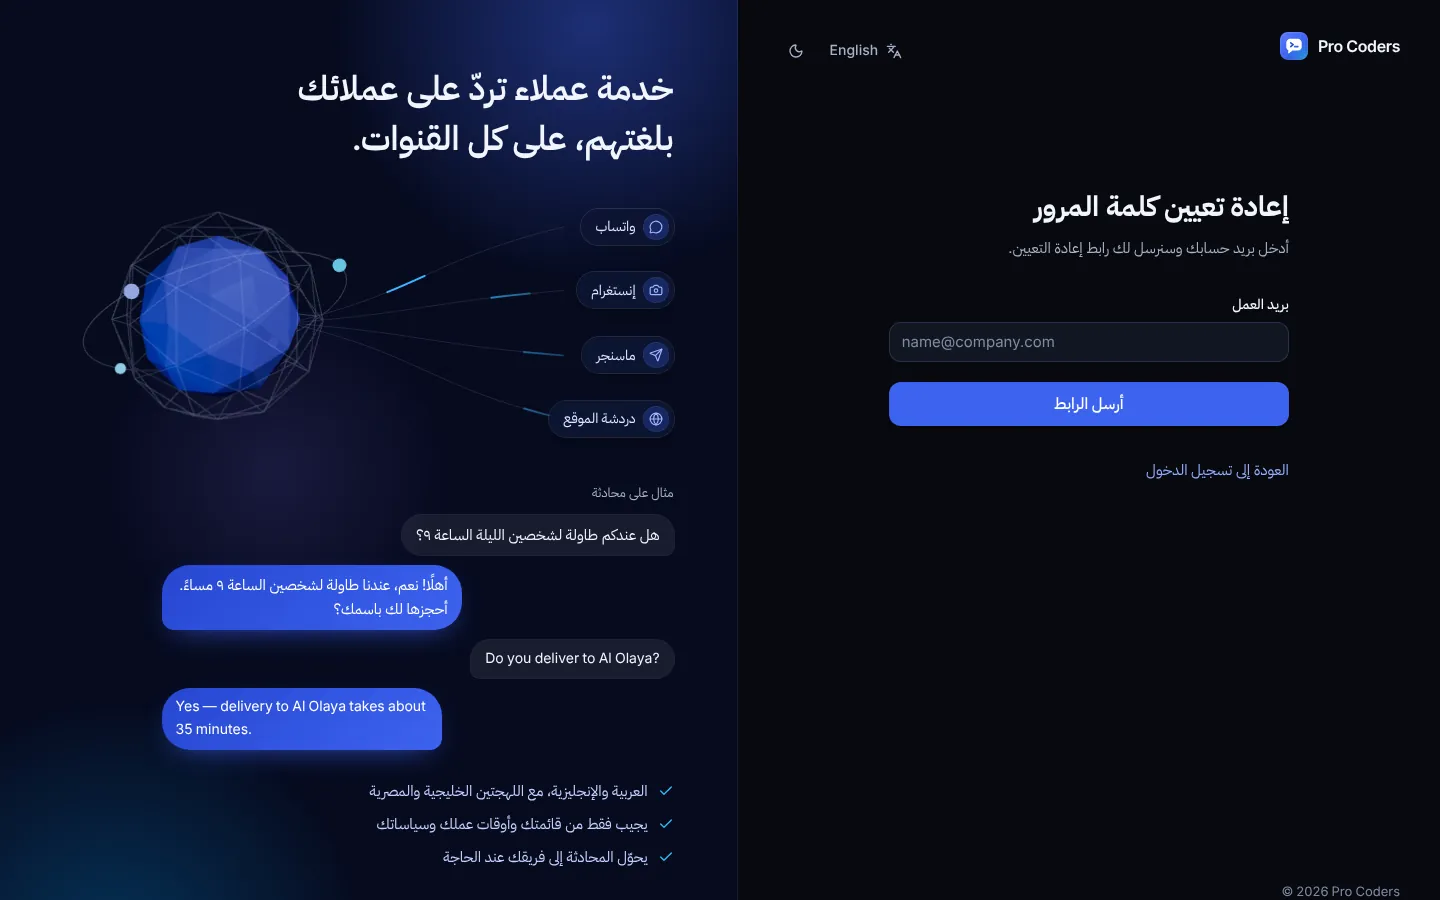 Pro Coders
English
إعادة تعيين كلمة المرور
أدخل بريد حسابك وسنرسل لك رابط إعادة التعيين.
بريد العمل
name@company.com
أرسل الرابط
العودة إلى تسجيل الدخول
© 2026 Pro Coders
خدمة عملاء تردّ على عملائك
بلغتهم، على كل القنوات.
واتساب
إنستغرام
ماسنجر
دردشة الموقع
مثال على محادثة
هل عندكم طاولة لشخصين الليلة الساعة ٩؟
أهلًا! نعم، عندنا طاولة لشخصين الساعة ٩ مساءً.
أحجزها لك باسمك؟
Do you deliver to Al Olaya?
Yes — delivery to Al Olaya takes about
35 minutes.
العربية والإنجليزية، مع اللهجتين الخليجية والمصرية
يجيب فقط من قائمتك وأوقات عملك وسياساتك
يحوّل المحادثة إلى فريقك عند الحاجة